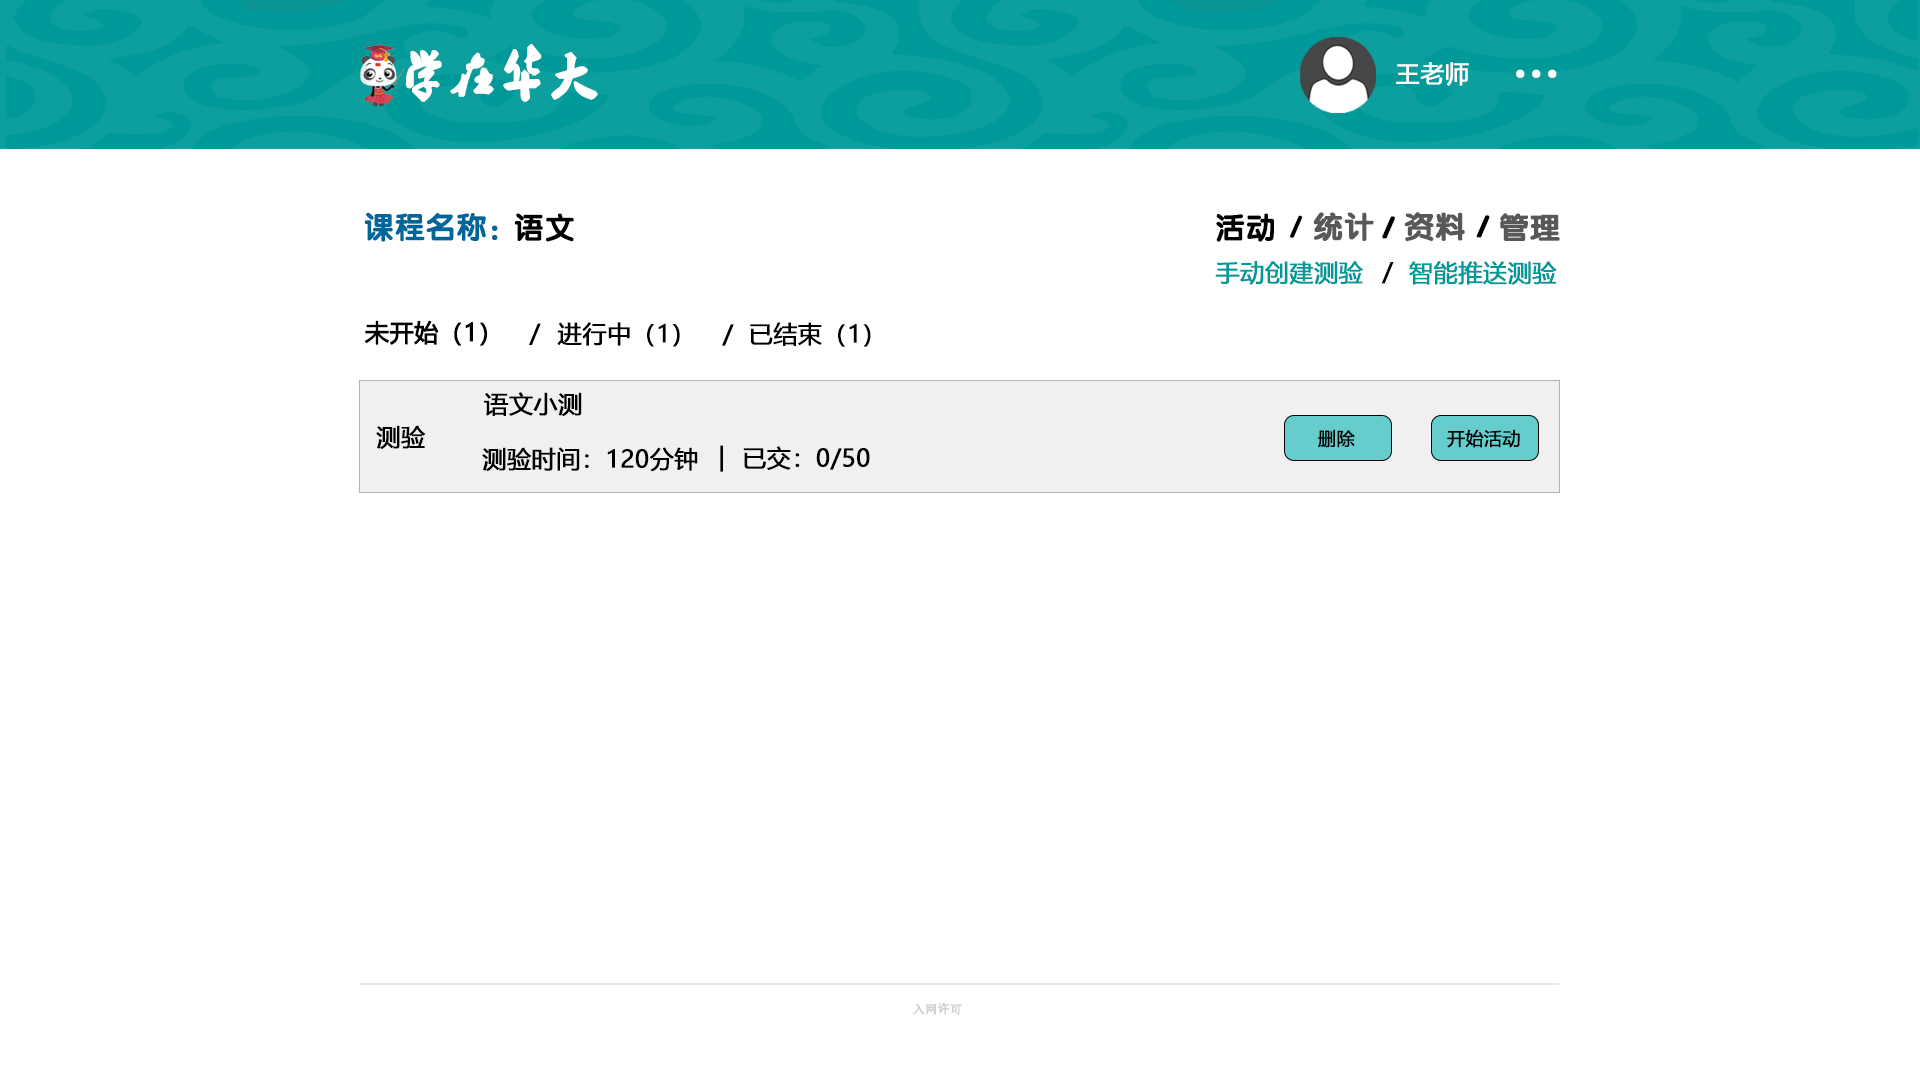 学在华大
王老师
课程名称：语文
活动 / 统计 / 资料 / 管理
手动创建测验 / 智能推送测验
未开始（1） / 进行中（1） / 已结束（1）
语文小测
测验
删除 开始活动
测验时间：120分钟 | 已交：0/50
入网许可